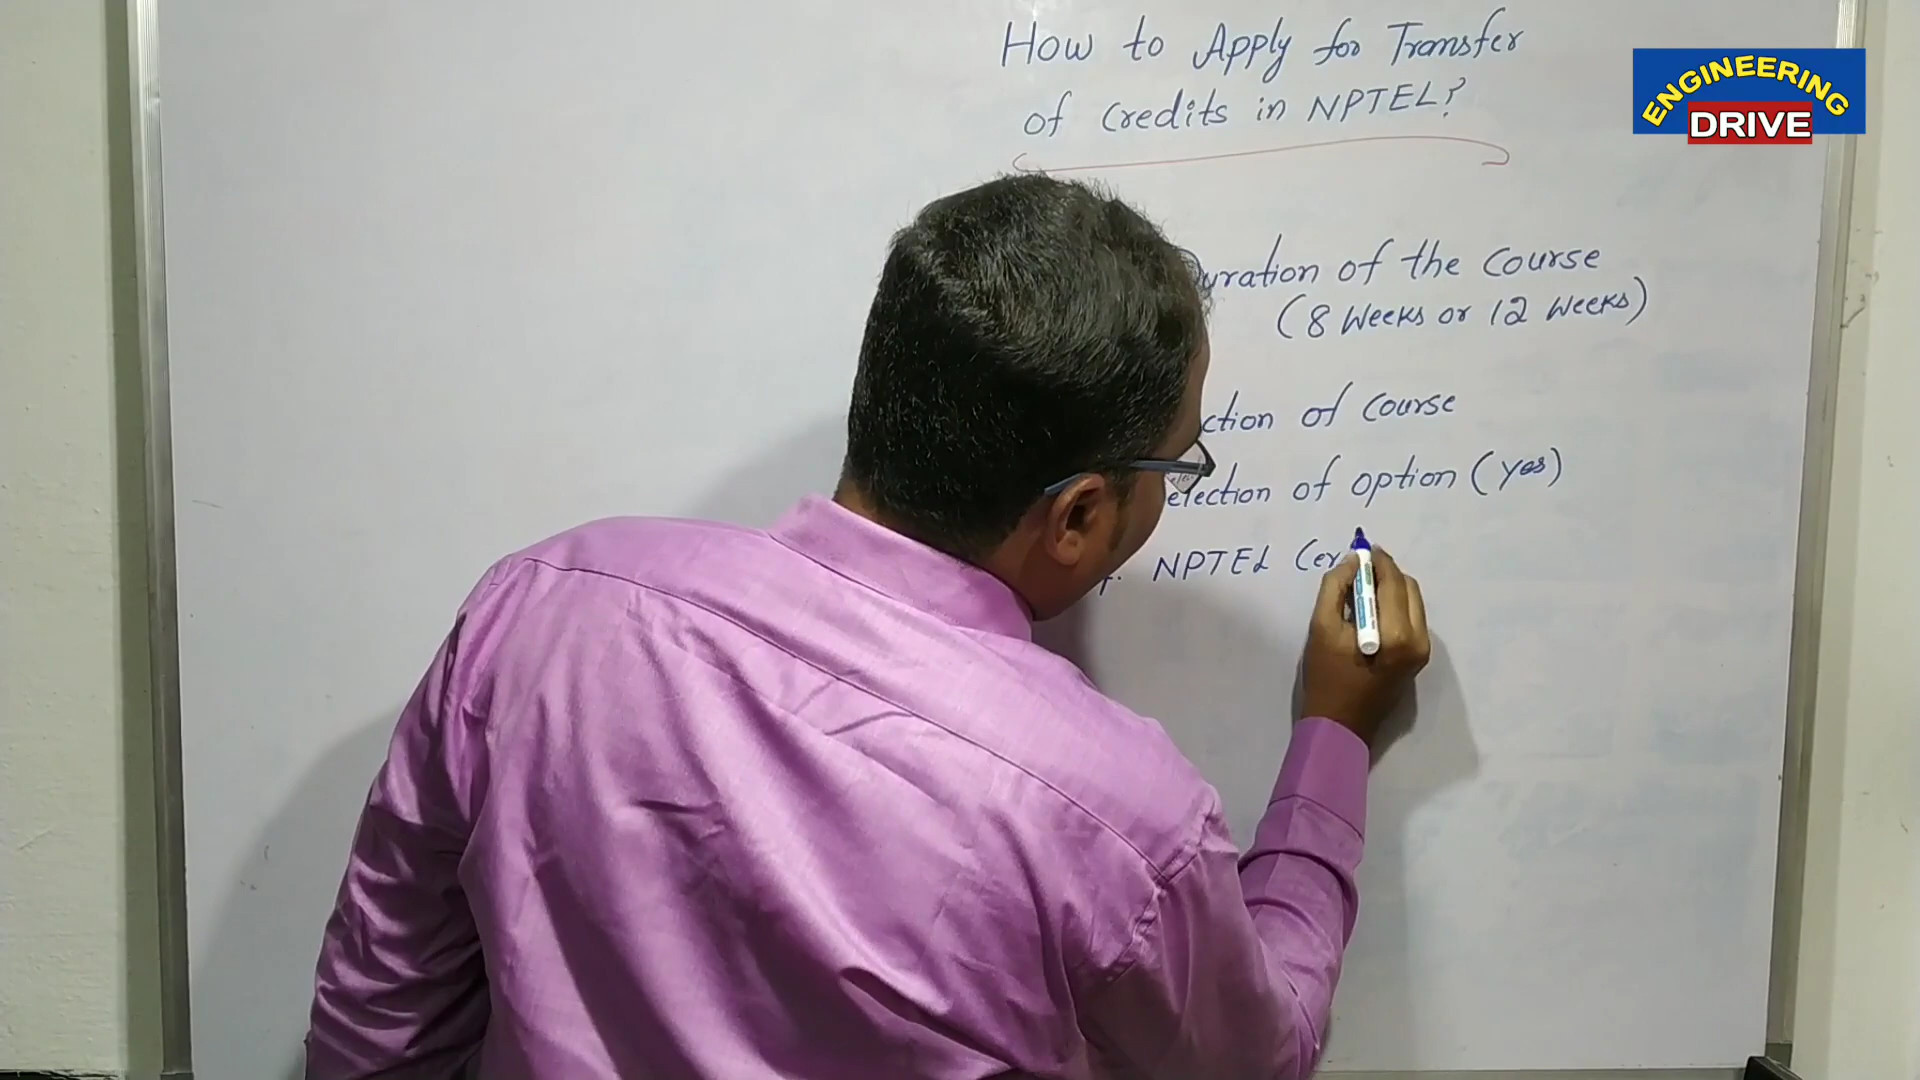 How to Apply for Transfer
of Credits in NPTEL?
ENGINEERING
DRIVE
uration of the course
(8 weeks or 12 weeks)
ction of course
election of option (yes)
NPTEL Cer